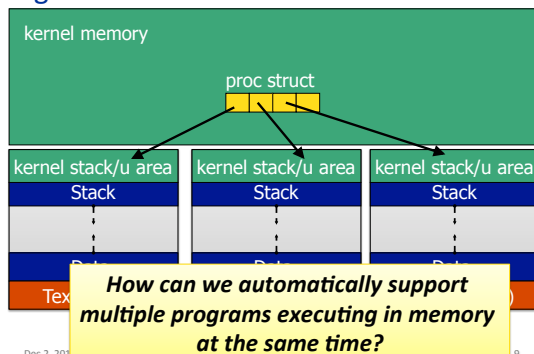 kernel memory
proc struct
kernel stack/u area kernel stack/u area kernel stack/u area
Stack Stack Stack
How can we automatically support
multiple programs executing in memory
at the same time?
9